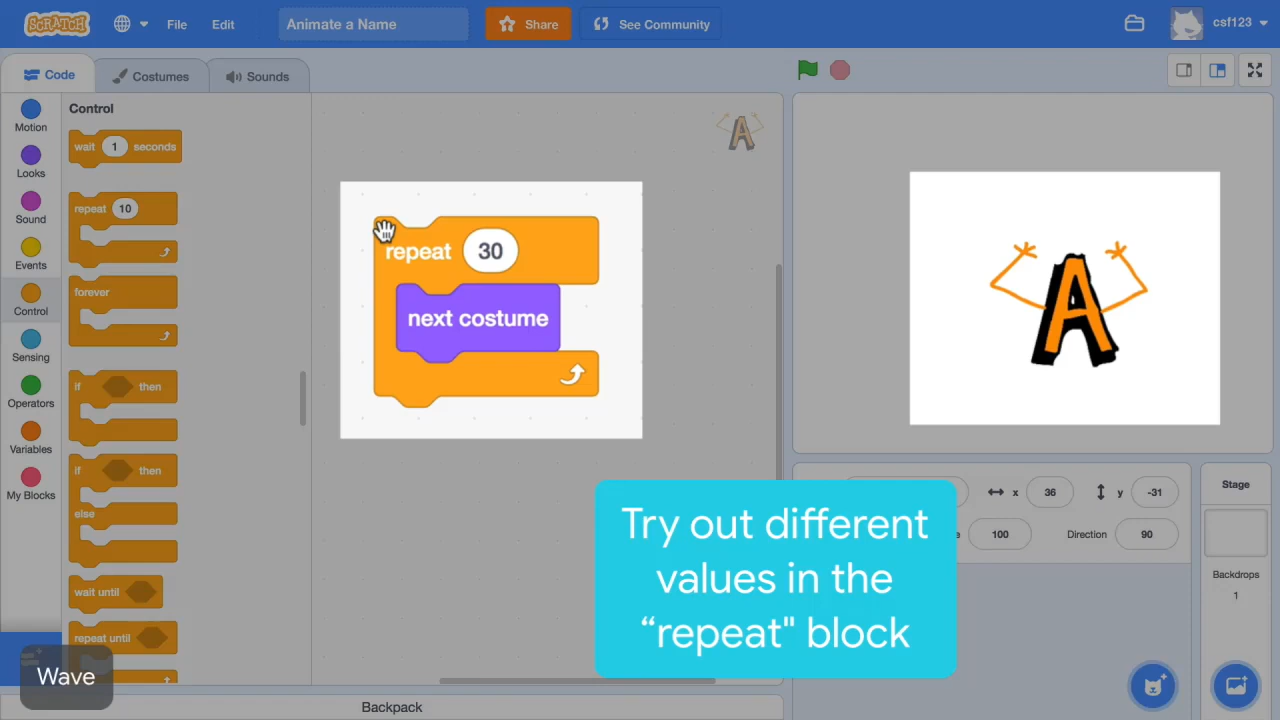 SCRATCH
File
Edit
Animate a Name
Share
See Community
csf123
Code
Costumes
Sounds
Motion
Looks
Sound
Events
Control
Sensing
Operators
Variables
My Blocks
Control
wait 1 seconds
repeat 10
forever
if then
if then
else
wait until
repeat until
repeat 30
next costume
A
x 36
y -31
100
Direction 90
Stage
Backdrops
1
Try out different
values in the
“repeat" block
Wave
Backpack